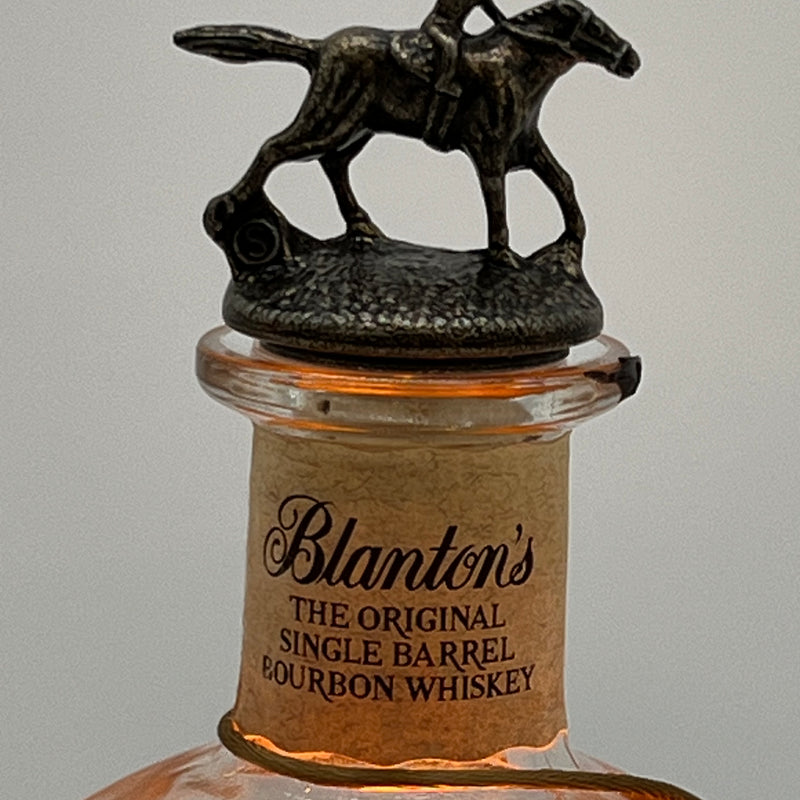 S
Blanton's
THE ORIGINAL
SINGLE BARREL
BOURBON WHISKEY